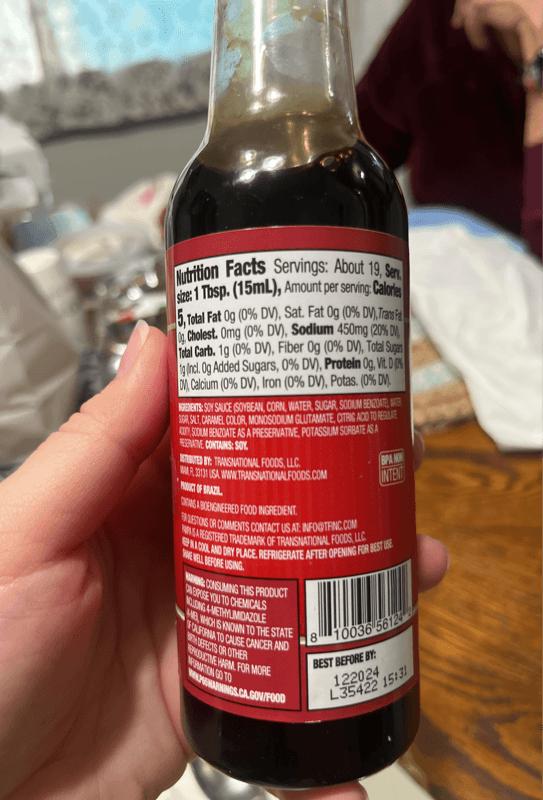 Nutrition Facts Servings: About 19, Serv.
size: 1 Tbsp. (15mL), Amount per serving: Calories
5, Total Fat 0g (0% DV), Sat. Fat 0g (0% DV), Trans Fat
0g, Cholest. 0mg (0% DV), Sodium 450mg (20% DV),
Total Carb. 1g (0% DV), Fiber 0g (0% DV), Total Sugars
1g (Incl. 0g Added Sugars, 0% DV), Protein 0g, Vit. D (0%
DV), Calcium (0% DV), Iron (0% DV), Potas. (0% DV).
INGREDIENTS: SOY SAUCE (SOYBEAN, CORN, WATER, SUGAR, SODIUM BENZOATE), WATER,
SUGAR, SALT, CARAMEL COLOR, MONOSODIUM GLUTAMATE, CITRIC ACID TO REGULATE
ACIDITY, SODIUM BENZOATE AS A PRESERVATIVE, POTASSIUM SORBATE AS A
PRESERVATIVE. CONTAINS: SOY.
DISTRIBUTED BY: TRANSNATIONAL FOODS, LLC.
MIAMI, FL 33131 USA. WWW.TRANSNATIONALFOODS.COM
PRODUCT OF BRAZIL.
BPA NON
INTENT
CONTAINS A BIOENGINEERED FOOD INGREDIENT.
FOR QUESTIONS OR COMMENTS CONTACT US AT: INFO@TFINC.COM
PAMPA IS A REGISTERED TRADEMARK OF TRANSNATIONAL FOODS, LLC.
KEEP IN A COOL AND DRY PLACE. REFRIGERATE AFTER OPENING FOR BEST USE.
SHAKE WELL BEFORE USING.
WARNING: CONSUMING THIS PRODUCT
CAN EXPOSE YOU TO CHEMICALS
INCLUDING 4-METHYLIMIDAZOLE
(4-MEI), WHICH IS KNOWN TO THE STATE
OF CALIFORNIA TO CAUSE CANCER AND
BIRTH DEFECTS OR OTHER
REPRODUCTIVE HARM. FOR MORE
INFORMATION GO TO
WWW.P65WARNINGS.CA.GOV/FOOD
8 10036 56124
BEST BEFORE BY:
122024
L35422 15:31